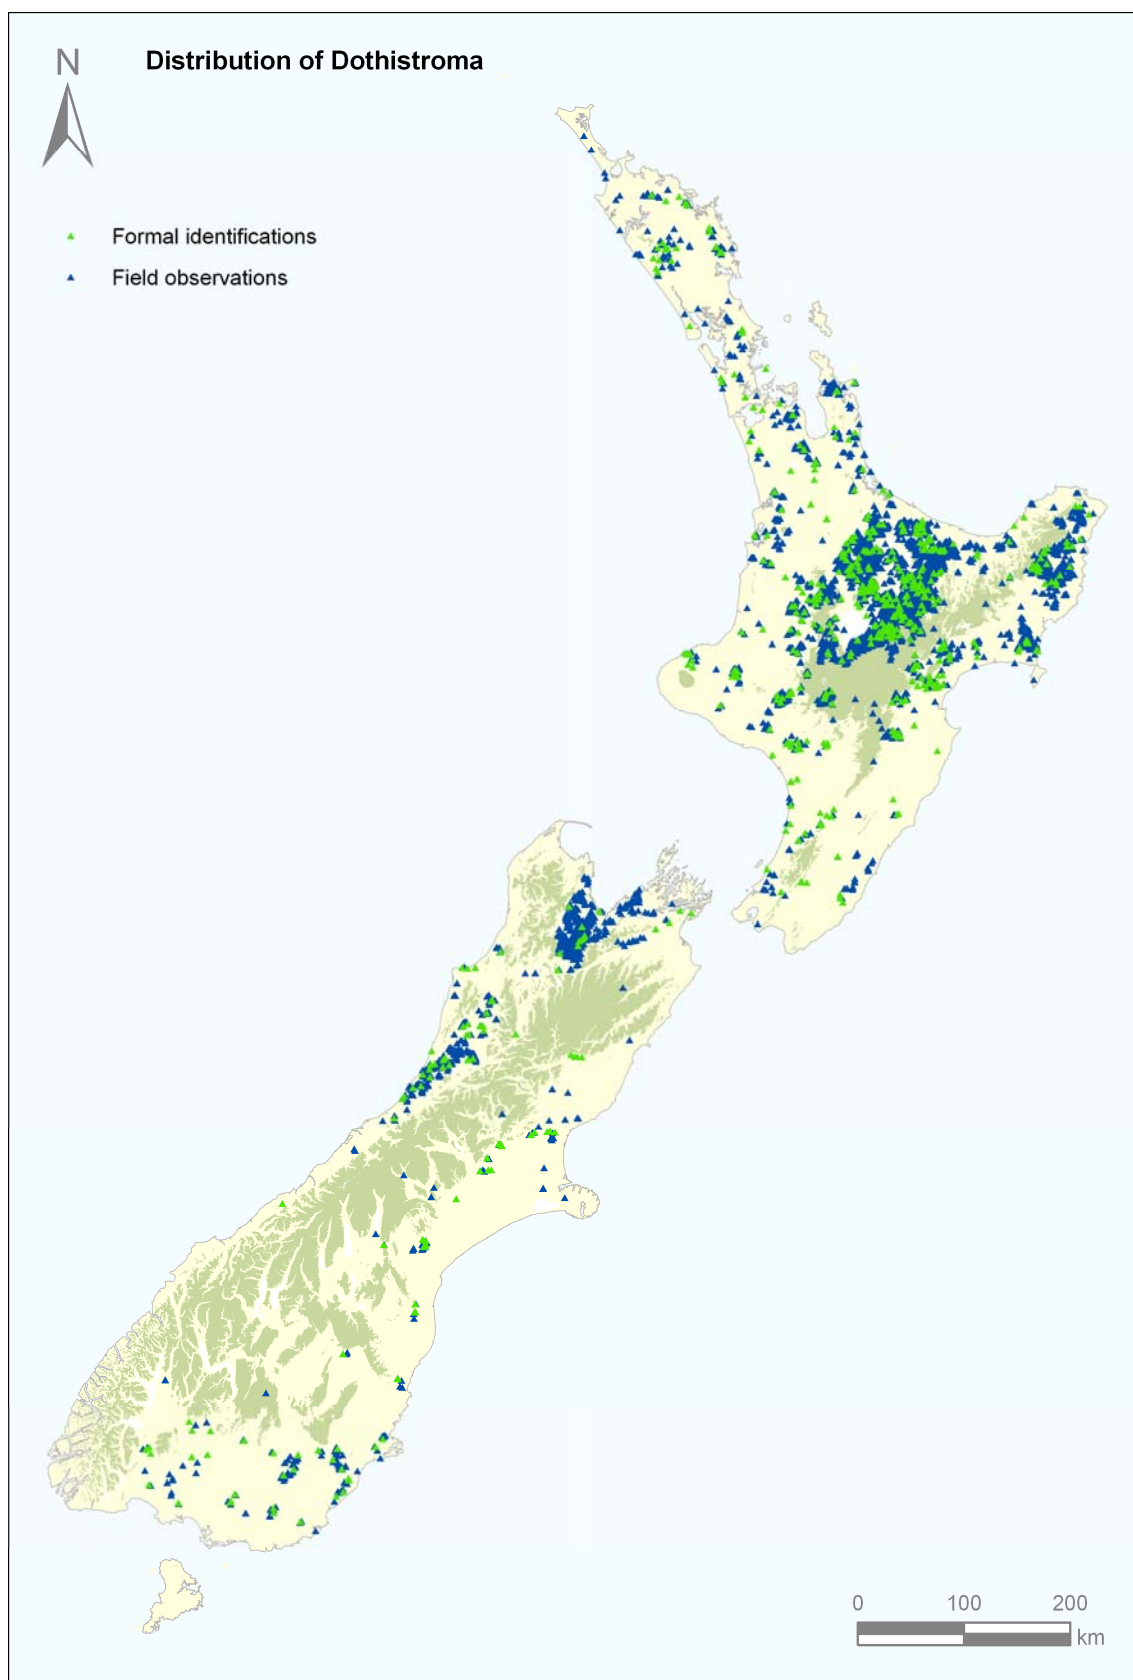 Distribution of Dothistroma
N
Formal identifications
Field observations
0 100 200
km